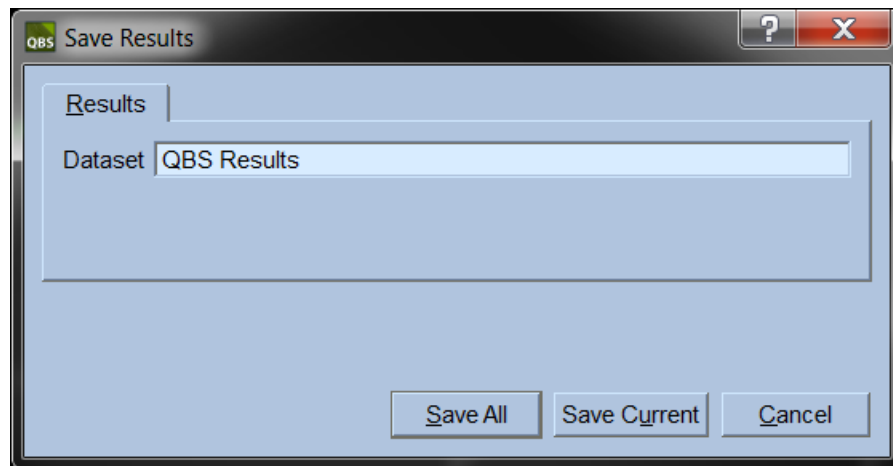 QBS Save Results
?
X
Results
Dataset QBS Results
Save All Save Current Cancel